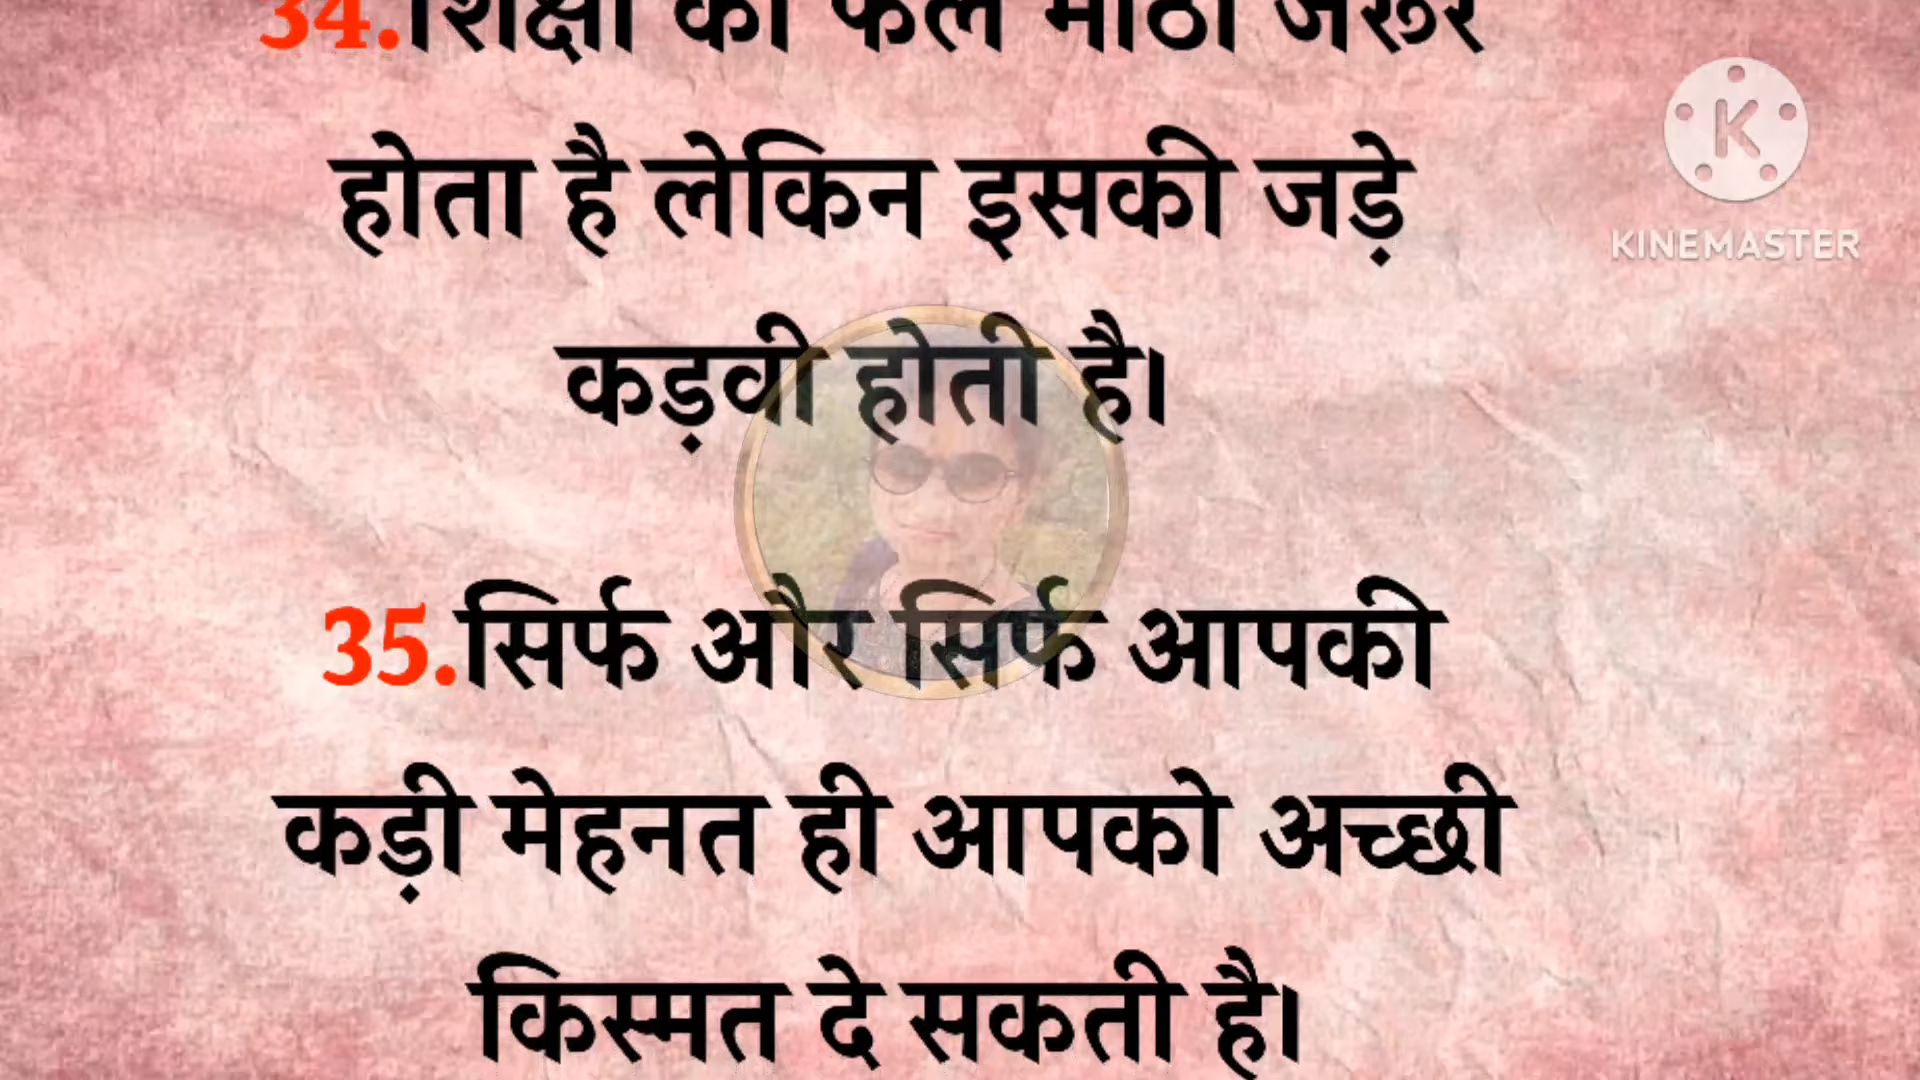 34.शिक्षा का फल मीठा जरूर
होता है लेकिन इसकी जड़े
कड़वी होती है।
35.सिर्फ और सिर्फ आपकी
कड़ी मेहनत ही आपको अच्छी
किस्मत दे सकती है।
K
KINEMASTER